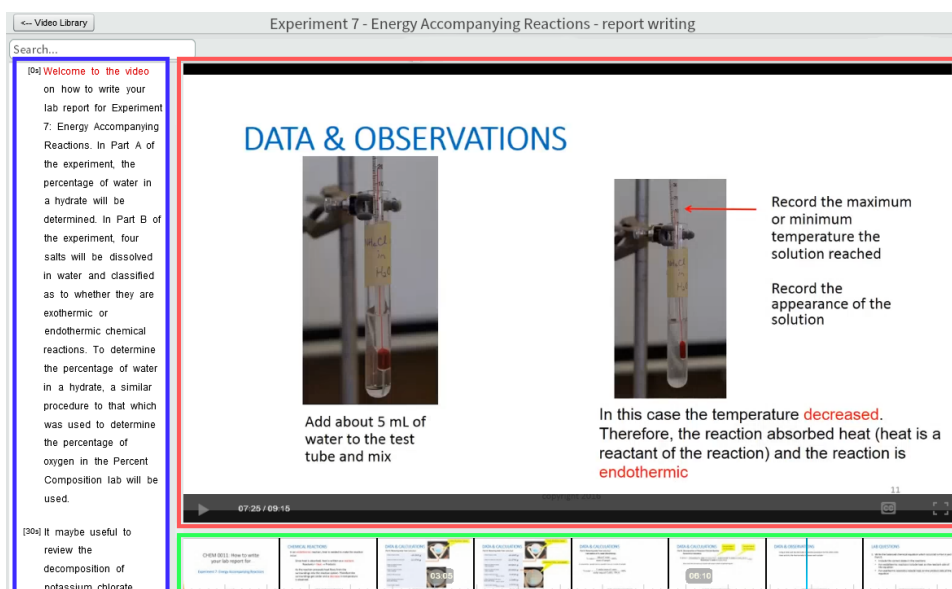 <-- Video Library
Experiment 7 - Energy Accompanying Reactions - report writing
Search...
[0s] Welcome to the video
on how to write your
lab report for Experiment
7: Energy Accompanying
Reactions. In Part A of
the experiment, the
percentage of water in
a hydrate will be
determined. In Part B of
the experiment, four
salts will be dissolved
in water and classified
as to whether they are
exothermic or
endothermic chemical
reactions. To determine
the percentage of water
in a hydrate, a similar
procedure to that which
was used to determine
the percentage of
oxygen in the Percent
Composition lab will be
used.
[30s] It maybe useful to
review the
decomposition of
potassium chlorate
DATA & OBSERVATIONS
NH4Cl
in
H2O
Add about 5 mL of
water to the test
tube and mix
NH4Cl
in
H2O
Record the maximum
or minimum
temperature the
solution reached
Record the
appearance of the
solution
In this case the temperature decreased.
Therefore, the reaction absorbed heat (heat is a
reactant of the reaction) and the reaction is
endothermic
11
07:25 / 09:15
CHEM 0011: How to write
your lab report for
Experiment 7: Energy Accompanying Reactions
CHEMICAL REACTIONS
DATA & CALCULATIONS
03:05
DATA & CALCULATIONS
DATA & CALCULATIONS
DATA & CALCULATIONS
06:10
DATA & OBSERVATIONS
LAB QUESTIONS